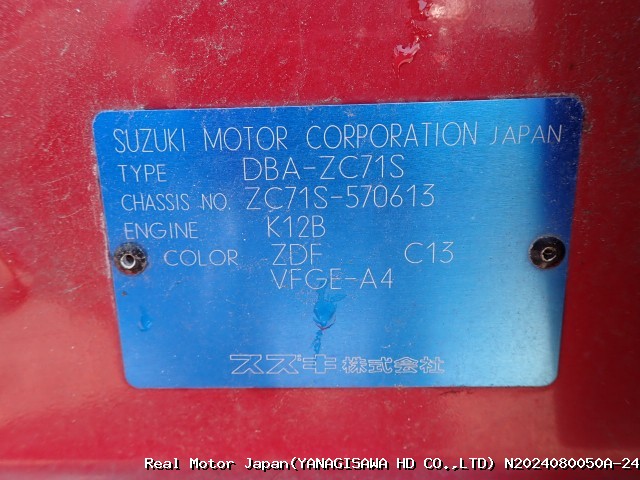 SUZUKI MOTOR CORPORATION JAPAN
TYPE DBA-ZC71S
CHASSIS NO. ZC71S-570613
ENGINE K12B
COLOR ZDF C13
VFGE-A4
スズキ株式会社
Real Motor Japan(YANAGISAWA HD CO.,LTD) N2024080050A-24